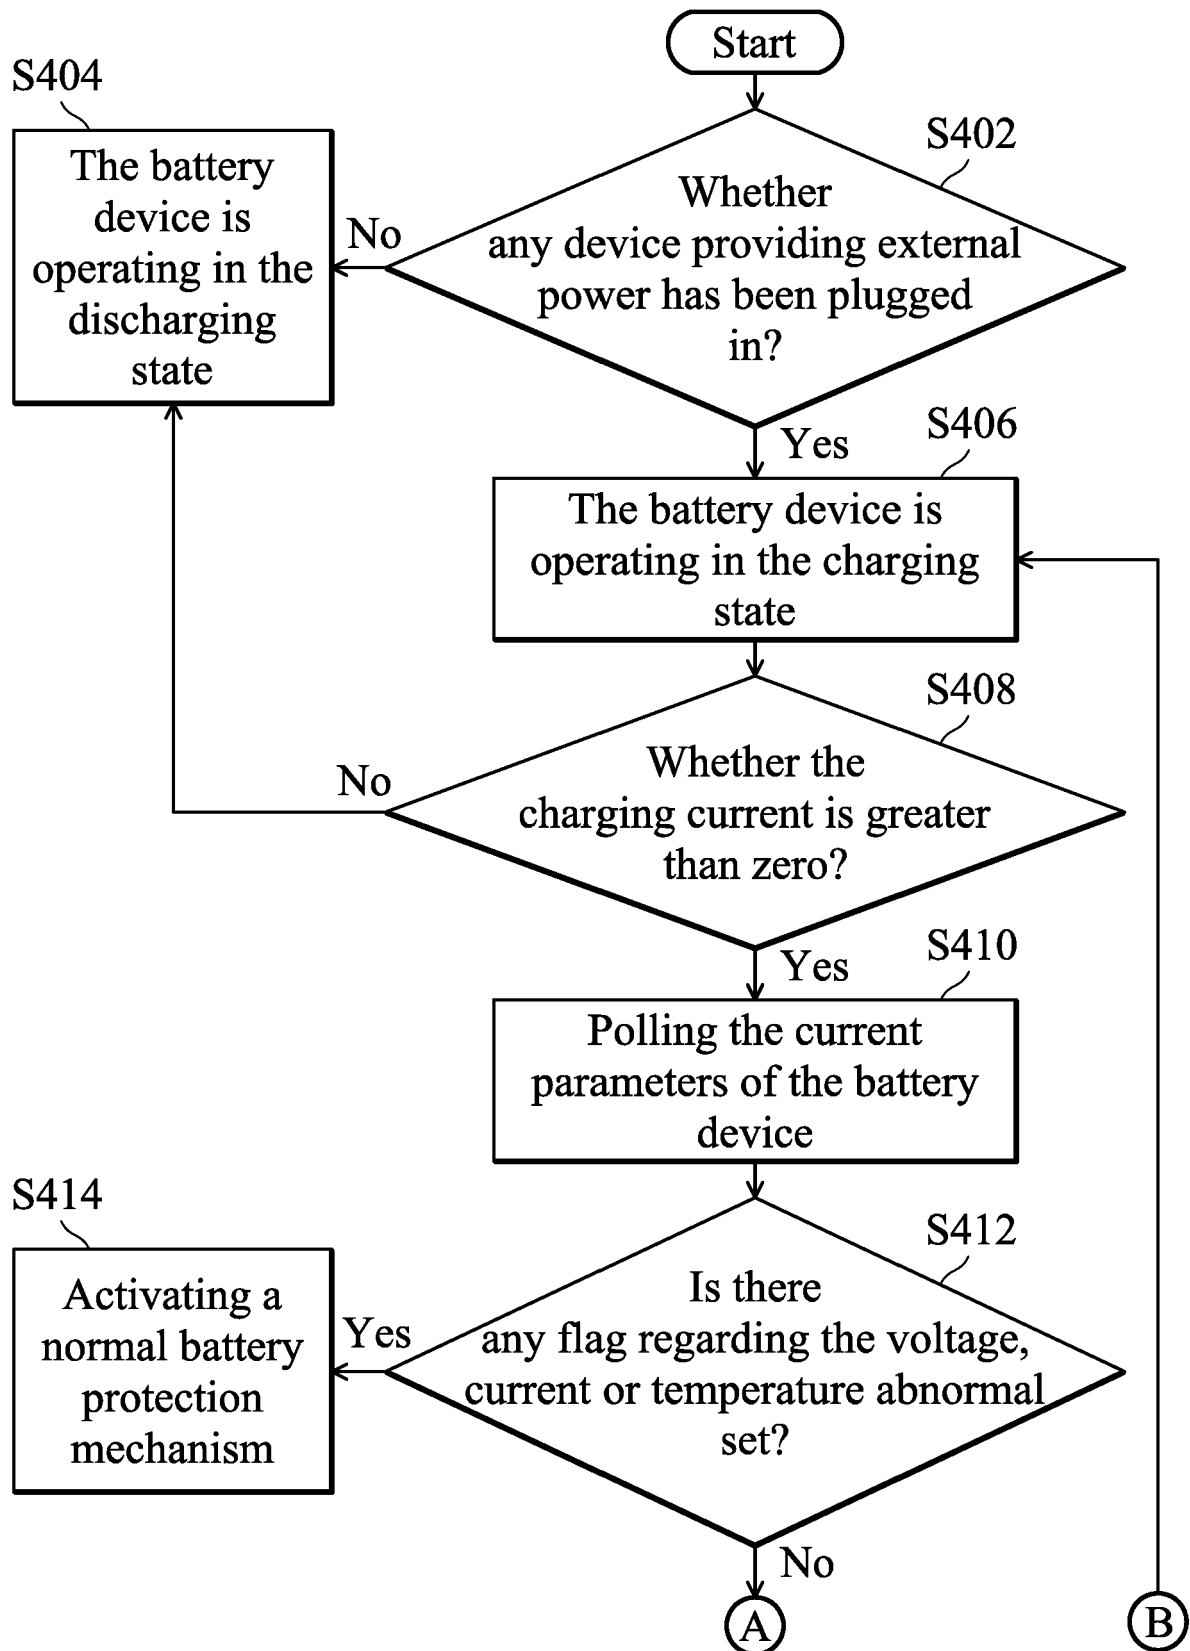 Start
S404
S402
The battery
device is
operating in the
discharging
state
No
Whether
any device providing external
power has been plugged
in?
Yes
S406
The battery device is
operating in the charging
state
S408
No
Whether the
charging current is greater
than zero?
Yes
S410
Polling the current
parameters of the battery
device
S414
S412
Activating a
normal battery
protection
mechanism
Yes
Is there
any flag regarding the voltage,
current or temperature abnormal
set?
No
A
B